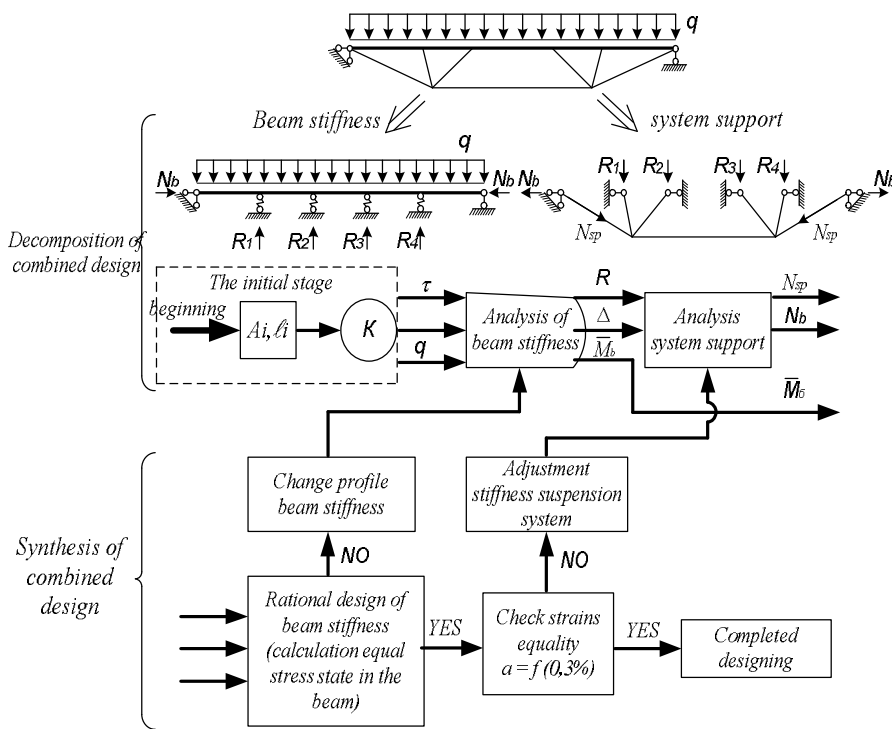 q
Beam stiffness
system support
q
Nb
Nb
R1
R2
R3
R4
Nb
R1
R2
R3
R4
Nb
Nsp
Nsp
Decomposition of
combined design
The initial stage
beginning
Ai, ℓi
K
τ
q
Analysis of
beam stiffness
R
Δ
M̅b
Analysis
system support
Nsp
Nb
M̅б
Synthesis of
combined design
Change profile
beam stiffness
Adjustment
stiffness suspension
system
NO
NO
Rational design of
beam stiffness
(calculation equal
stress state in the
beam)
YES
Check strains
equality
a = f (0,3%)
YES
Completed
designing